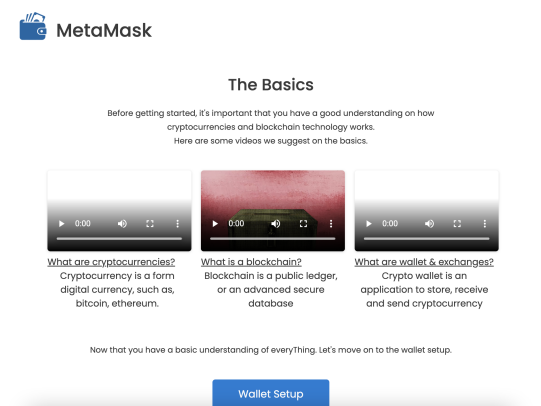 MetaMask
The Basics
Before getting started, it's important that you have a good understanding on how
cryptocurrencies and blockchain technology works.
Here are some videos we suggest on the basics.
0:00
0:00
0:00
What are cryptocurrencies?
Cryptocurrency is a form
digital currency, such as,
bitcoin, ethereum.
What is a blockchain?
Blockchain is a public ledger,
or an advanced secure
database
What are wallet & exchanges?
Crypto wallet is an
application to store, receive
and send cryptocurrency
Now that you have a basic understanding of everyThing. Let's move on to the wallet setup.
Wallet Setup